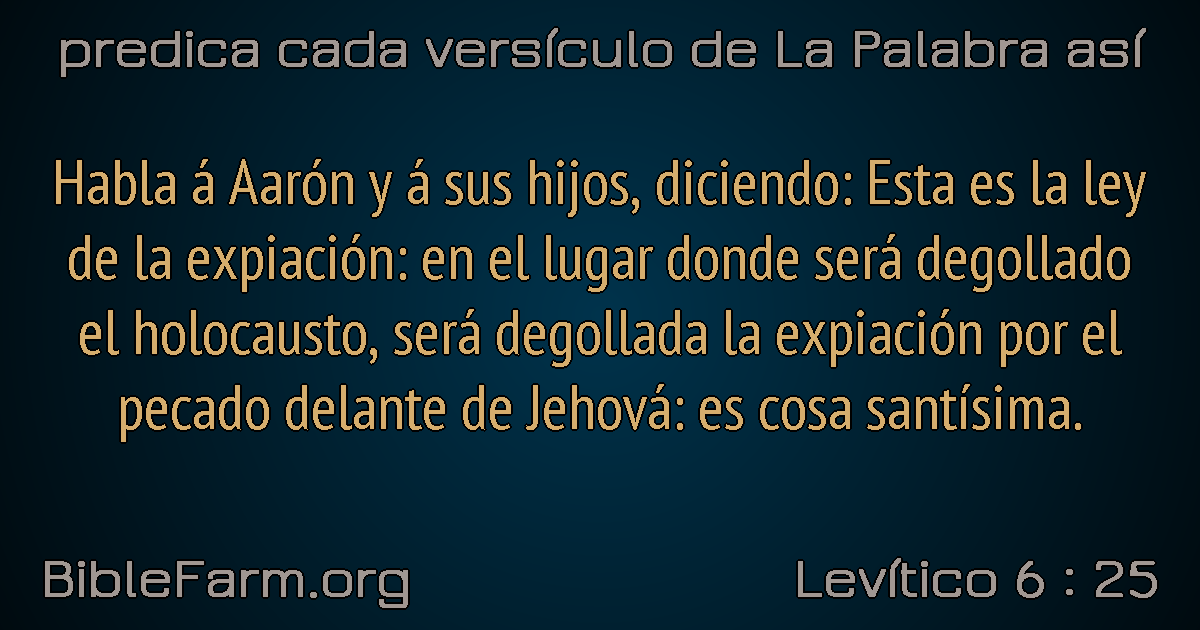 predica cada versículo de La Palabra así
Habla á Aarón y á sus hijos, diciendo: Esta es la ley
de la expiación: en el lugar donde será degollado
el holocausto, será degollada la expiación por el
pecado delante de Jehová: es cosa santísima.
BibleFarm.org
Levítico 6 : 25